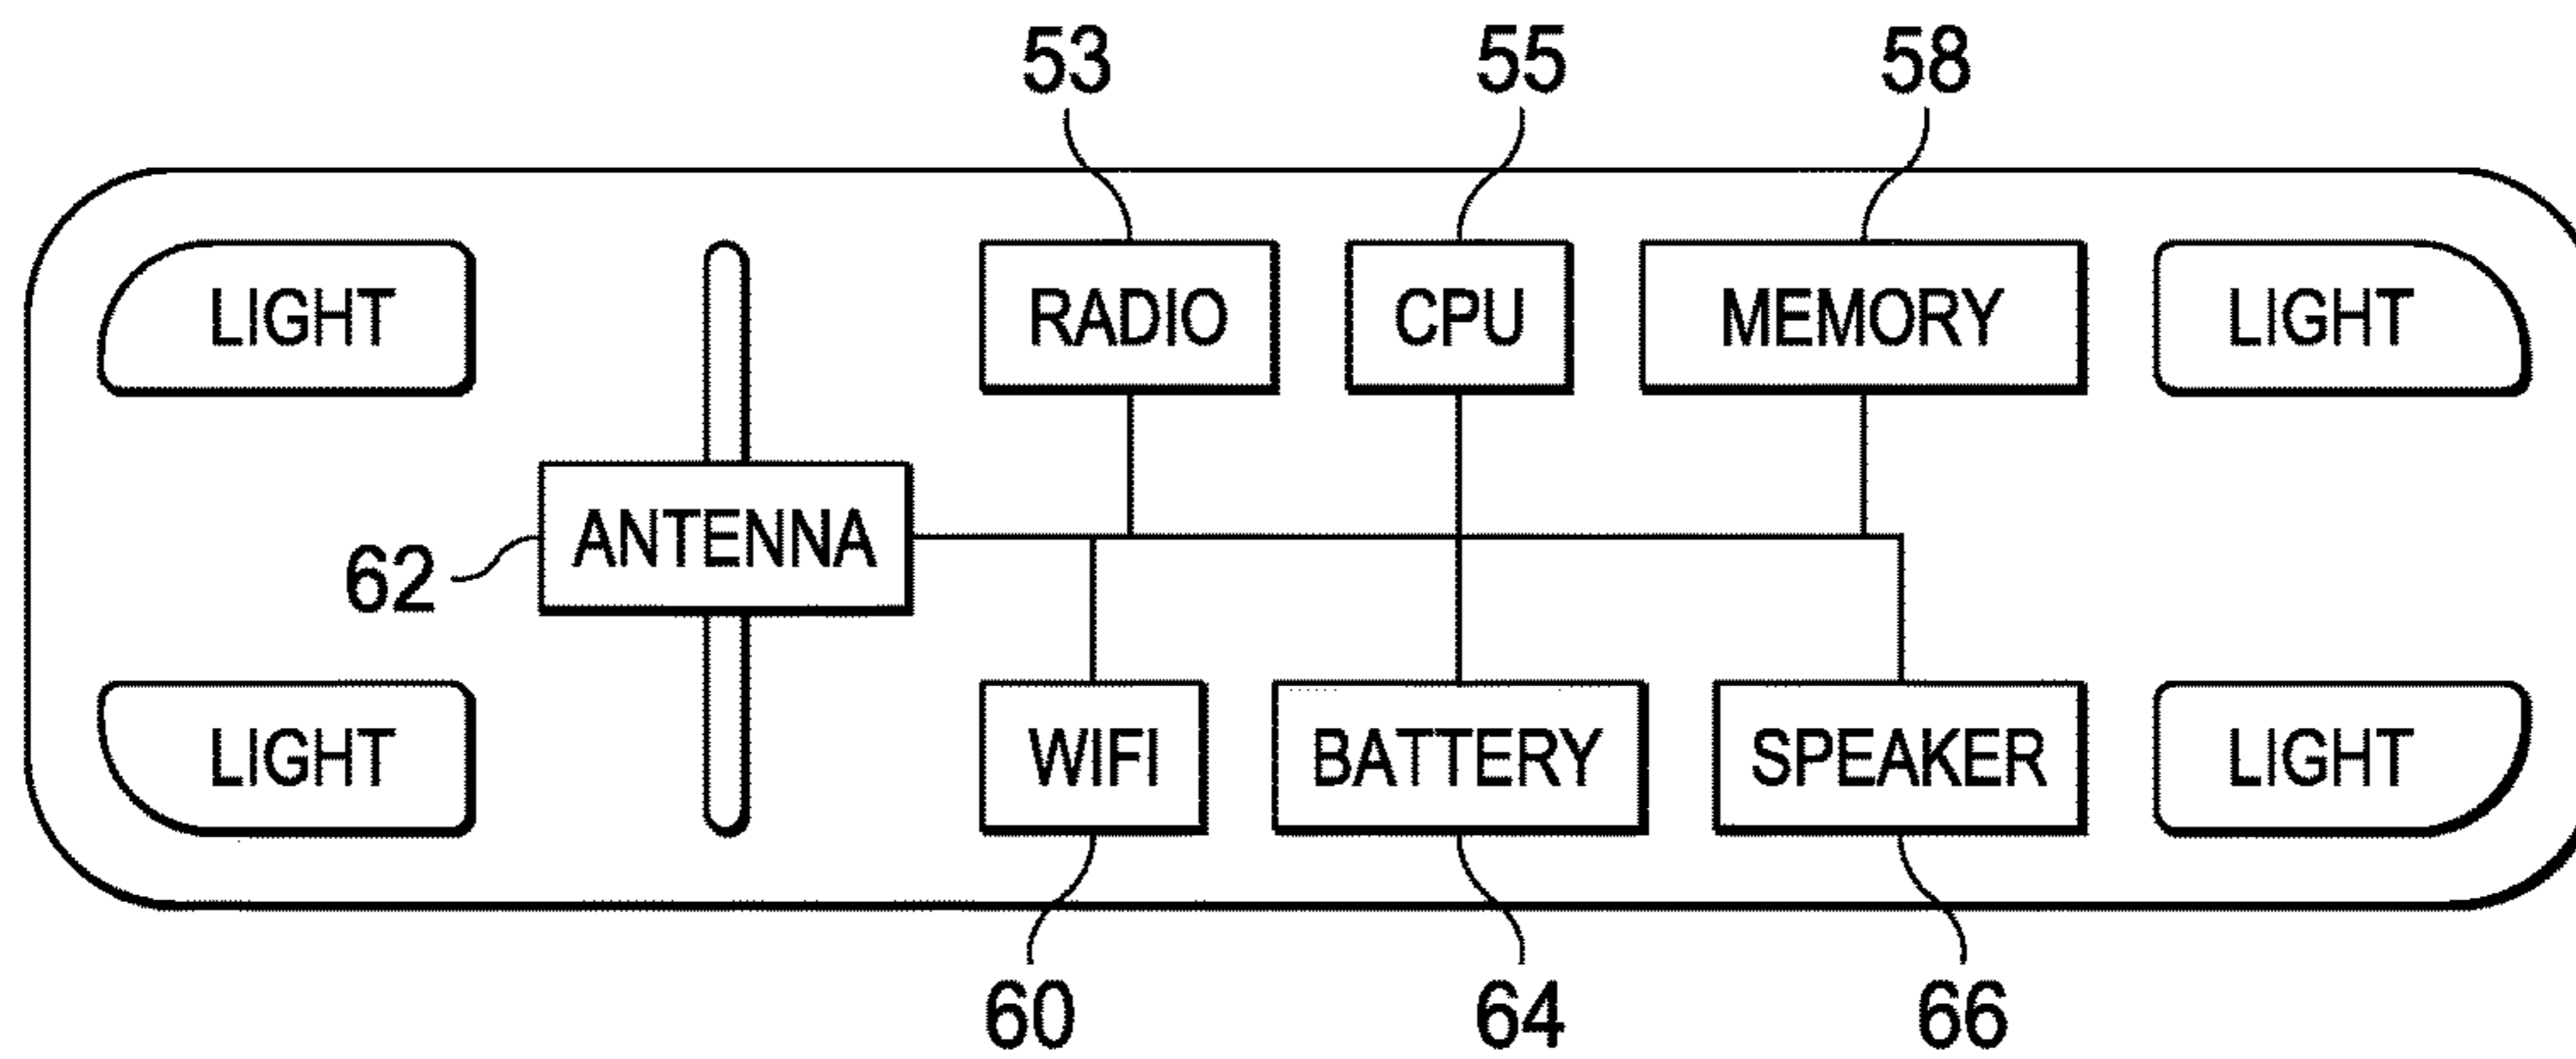 53 55 58
LIGHT RADIO CPU MEMORY LIGHT
62 ANTENNA
LIGHT WIFI BATTERY SPEAKER LIGHT
60 64 66